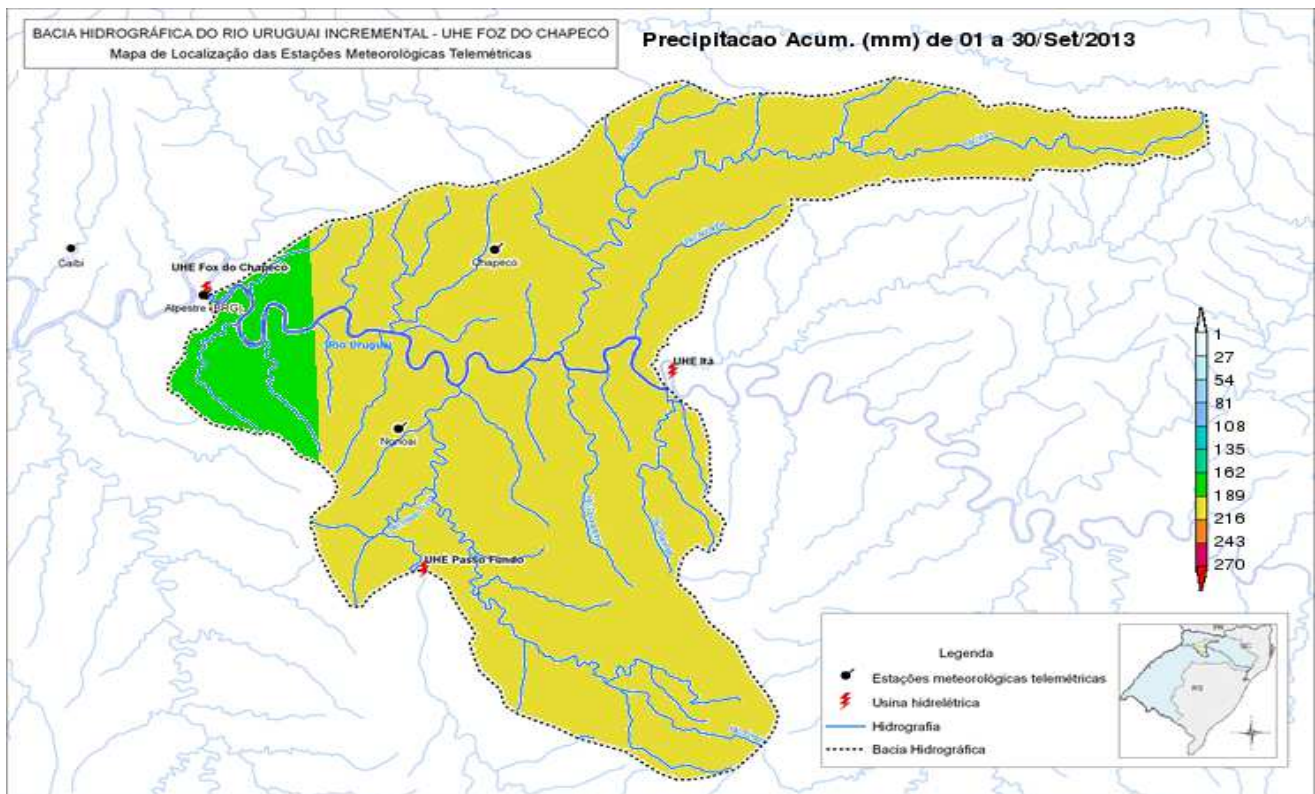 BACIA HIDROGRÁFICA DO RIO URUGUAI INCREMENTAL - UHE FOZ DO CHAPECÓ
Mapa de Localização das Estações Meteorológicas Telemétricas
Precipitacao Acum. (mm) de 01 a 30/Set/2013
Caibi
UHE Fox do Chapecó
Alpestre
Chapecó
Rio Uruguai
UHE Itá
Nonoai
UHE Passo Fundo
1
27
54
81
108
135
162
189
216
243
270
Legenda
Estações meteorológicas telemétricas
Usina hidrelétrica
Hidrografia
Bacia Hidrográfica
RS